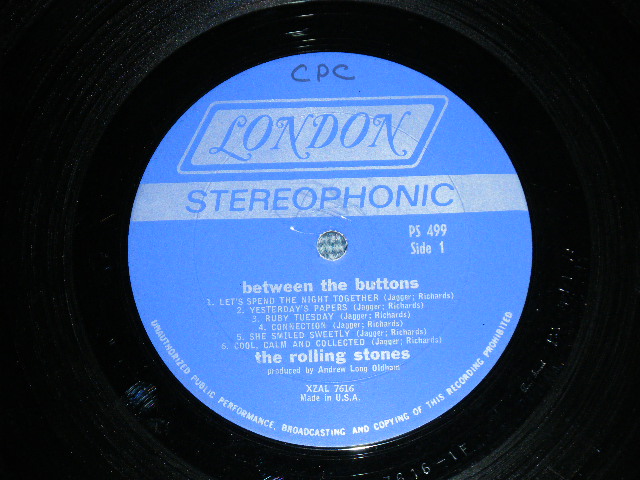 CPC
LONDON
STEREOPHONIC
PS 499
Side 1
between the buttons
1. LET'S SPEND THE NIGHT TOGETHER (Jagger; Richards)
2. YESTERDAY'S PAPERS (Jagger; Richards)
3. RUBY TUESDAY (Jagger; Richards)
4. CONNECTION (Jagger; Richards)
5. SHE SMILED SWEETLY (Jagger; Richards)
6. COOL, CALM AND COLLECTED (Jagger; Richards)
the rolling stones
produced by Andrew Loog Oldham
XZAL 7616
Made in U.S.A.
UNAUTHORIZED PUBLIC PERFORMANCE, BROADCASTING AND COPYING OF THIS RECORDING PROHIBITED
7616-1F